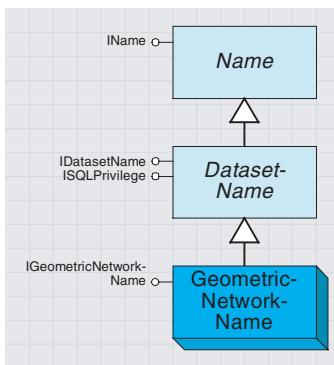 IName
Name
IDatasetName
ISQLPrivilege
Dataset-
Name
IGeometricNetwork-
Name
Geometric-
Network-
Name